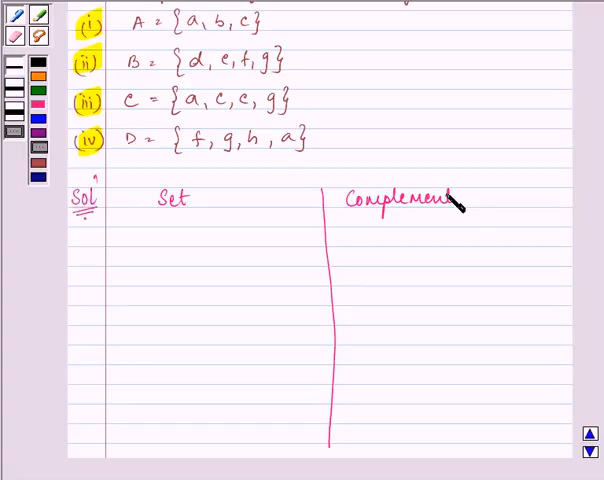 (i) A = {a, b, c}
(ii) B = {d, e, f, g}
(iii) C = {a, c, e, g}
(iv) D = {f, g, h, a}
Sol Set Complement